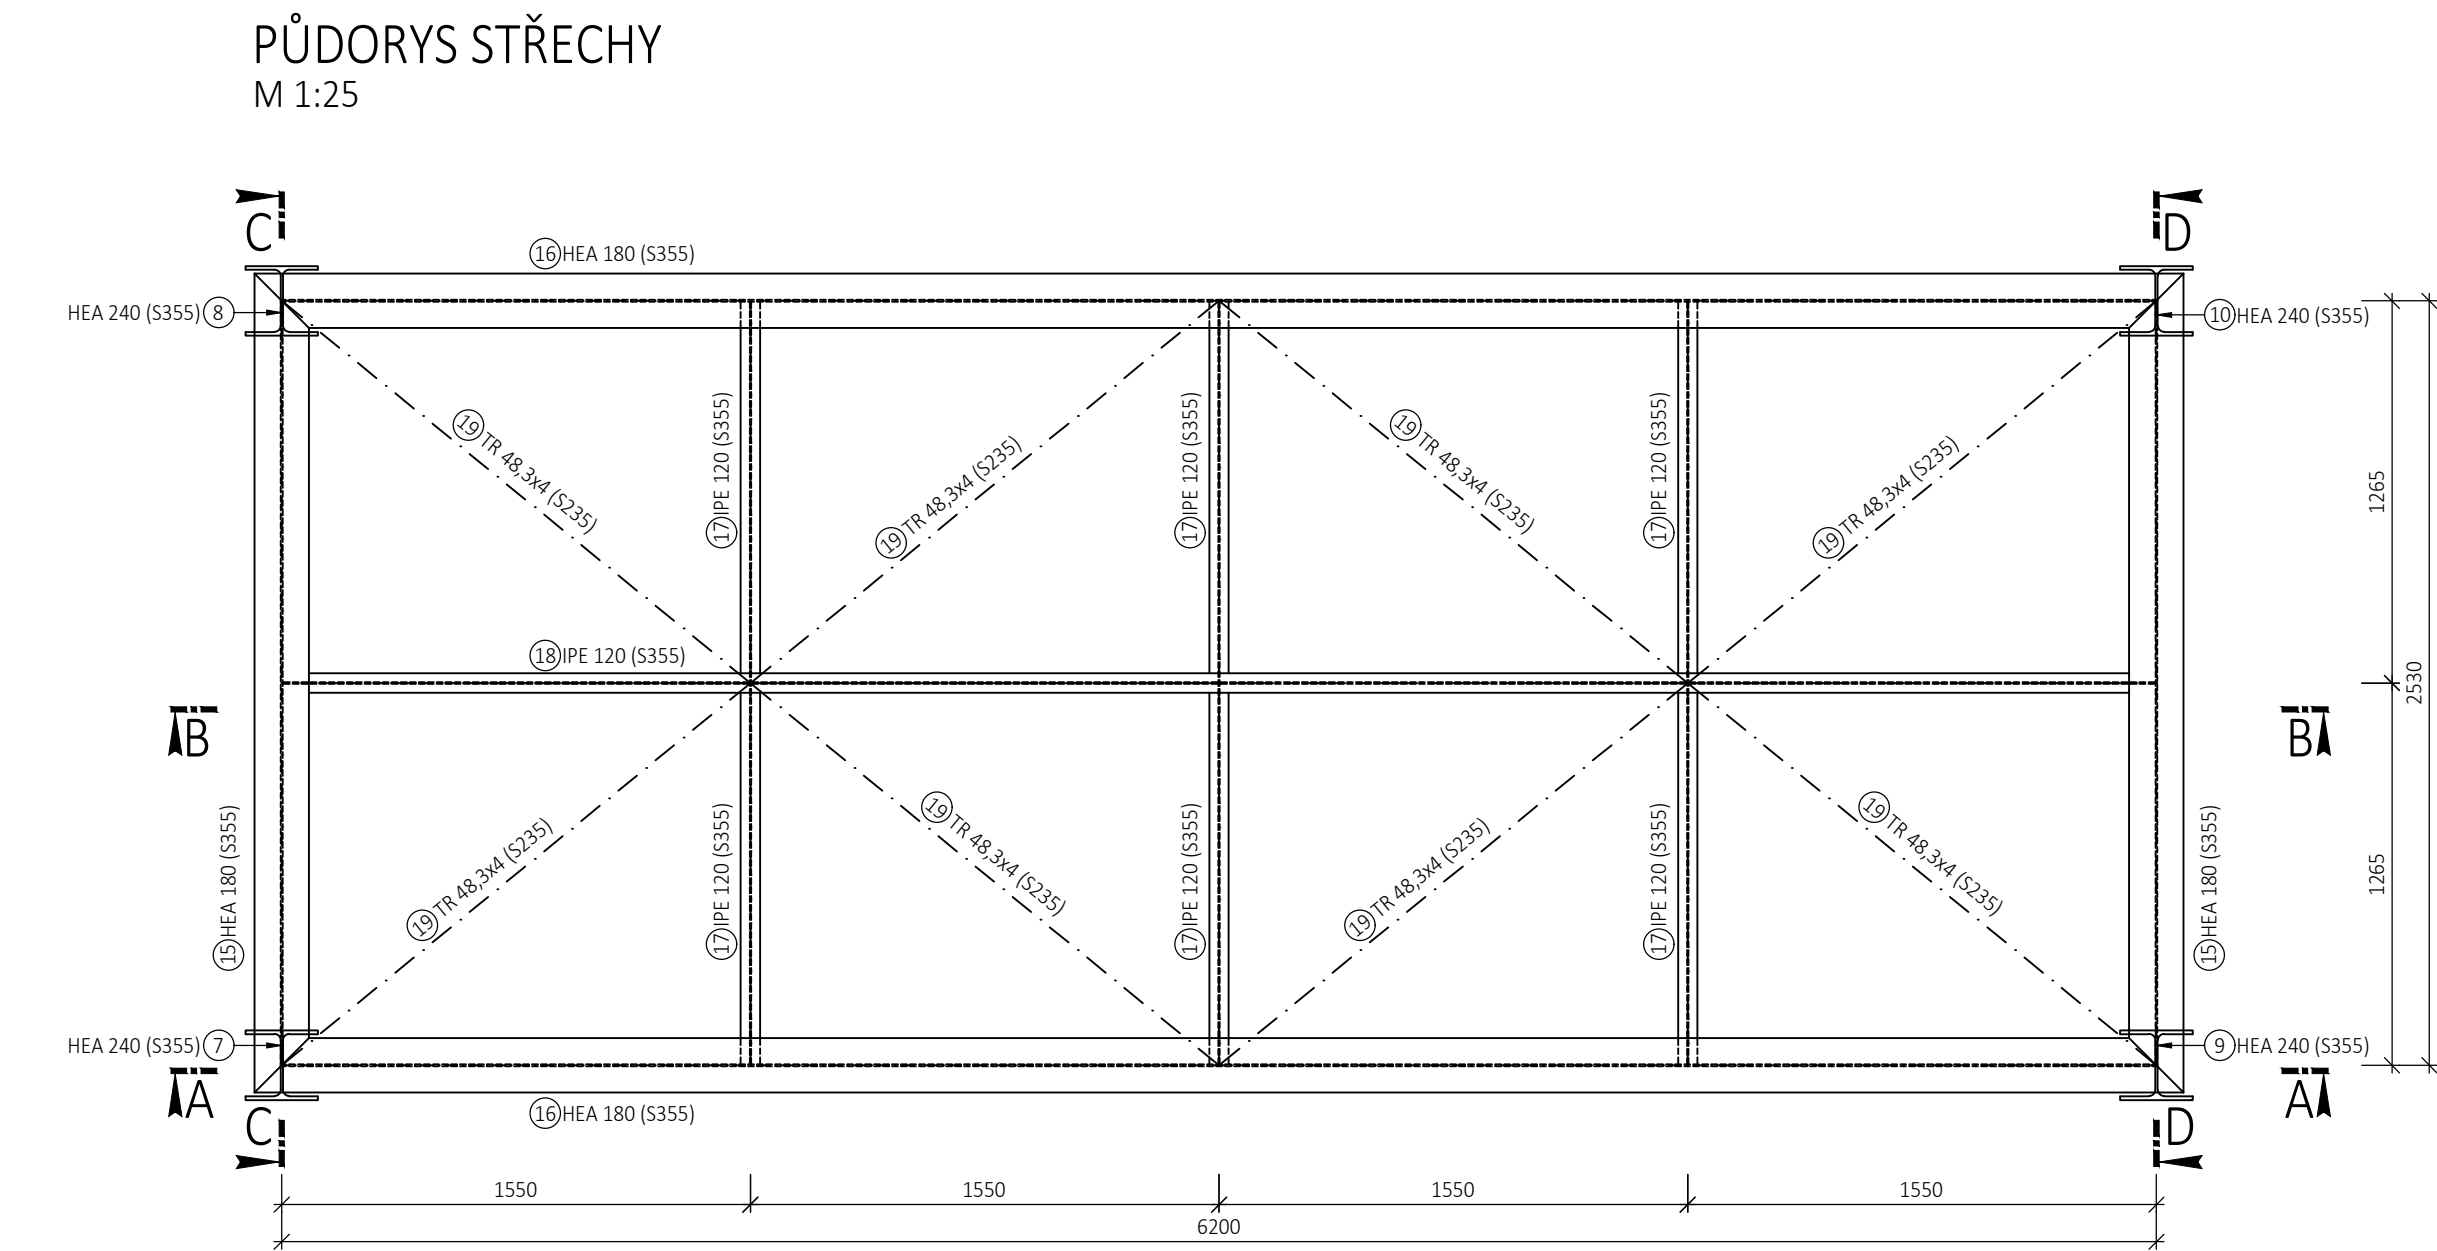 PŮDORYS STŘECHY
M 1:25
C
D
16 HEA 180 (S355)
HEA 240 (S355) 8
10 HEA 240 (S355)
19 TR 48,3x4 (S235)
17 IPE 120 (S355)
19 TR 48,3x4 (S235)
17 IPE 120 (S355)
19 TR 48,3x4 (S235)
17 IPE 120 (S355)
19 TR 48,3x4 (S235)
1265
2530
18 IPE 120 (S355)
B
B
15 HEA 180 (S355)
19 TR 48,3x4 (S235)
17 IPE 120 (S355)
19 TR 48,3x4 (S235)
17 IPE 120 (S355)
19 TR 48,3x4 (S235)
17 IPE 120 (S355)
19 TR 48,3x4 (S235)
15 HEA 180 (S355)
1265
HEA 240 (S355) 7
9 HEA 240 (S355)
A
A
C
16 HEA 180 (S355)
D
1550
1550
1550
1550
6200